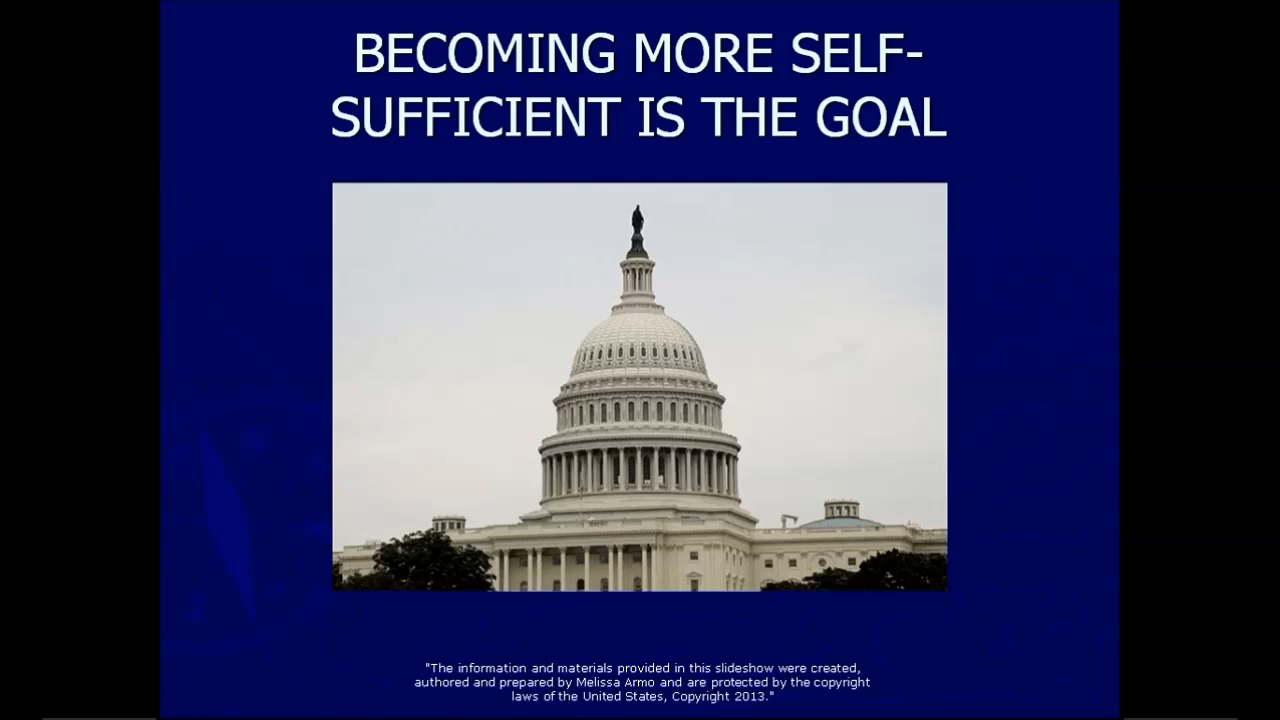 BECOMING MORE SELF-
SUFFICIENT IS THE GOAL
"The information and materials provided in this slideshow were created,
authored and prepared by Melissa Armo and are protected by the copyright
laws of the United States, Copyright 2013."